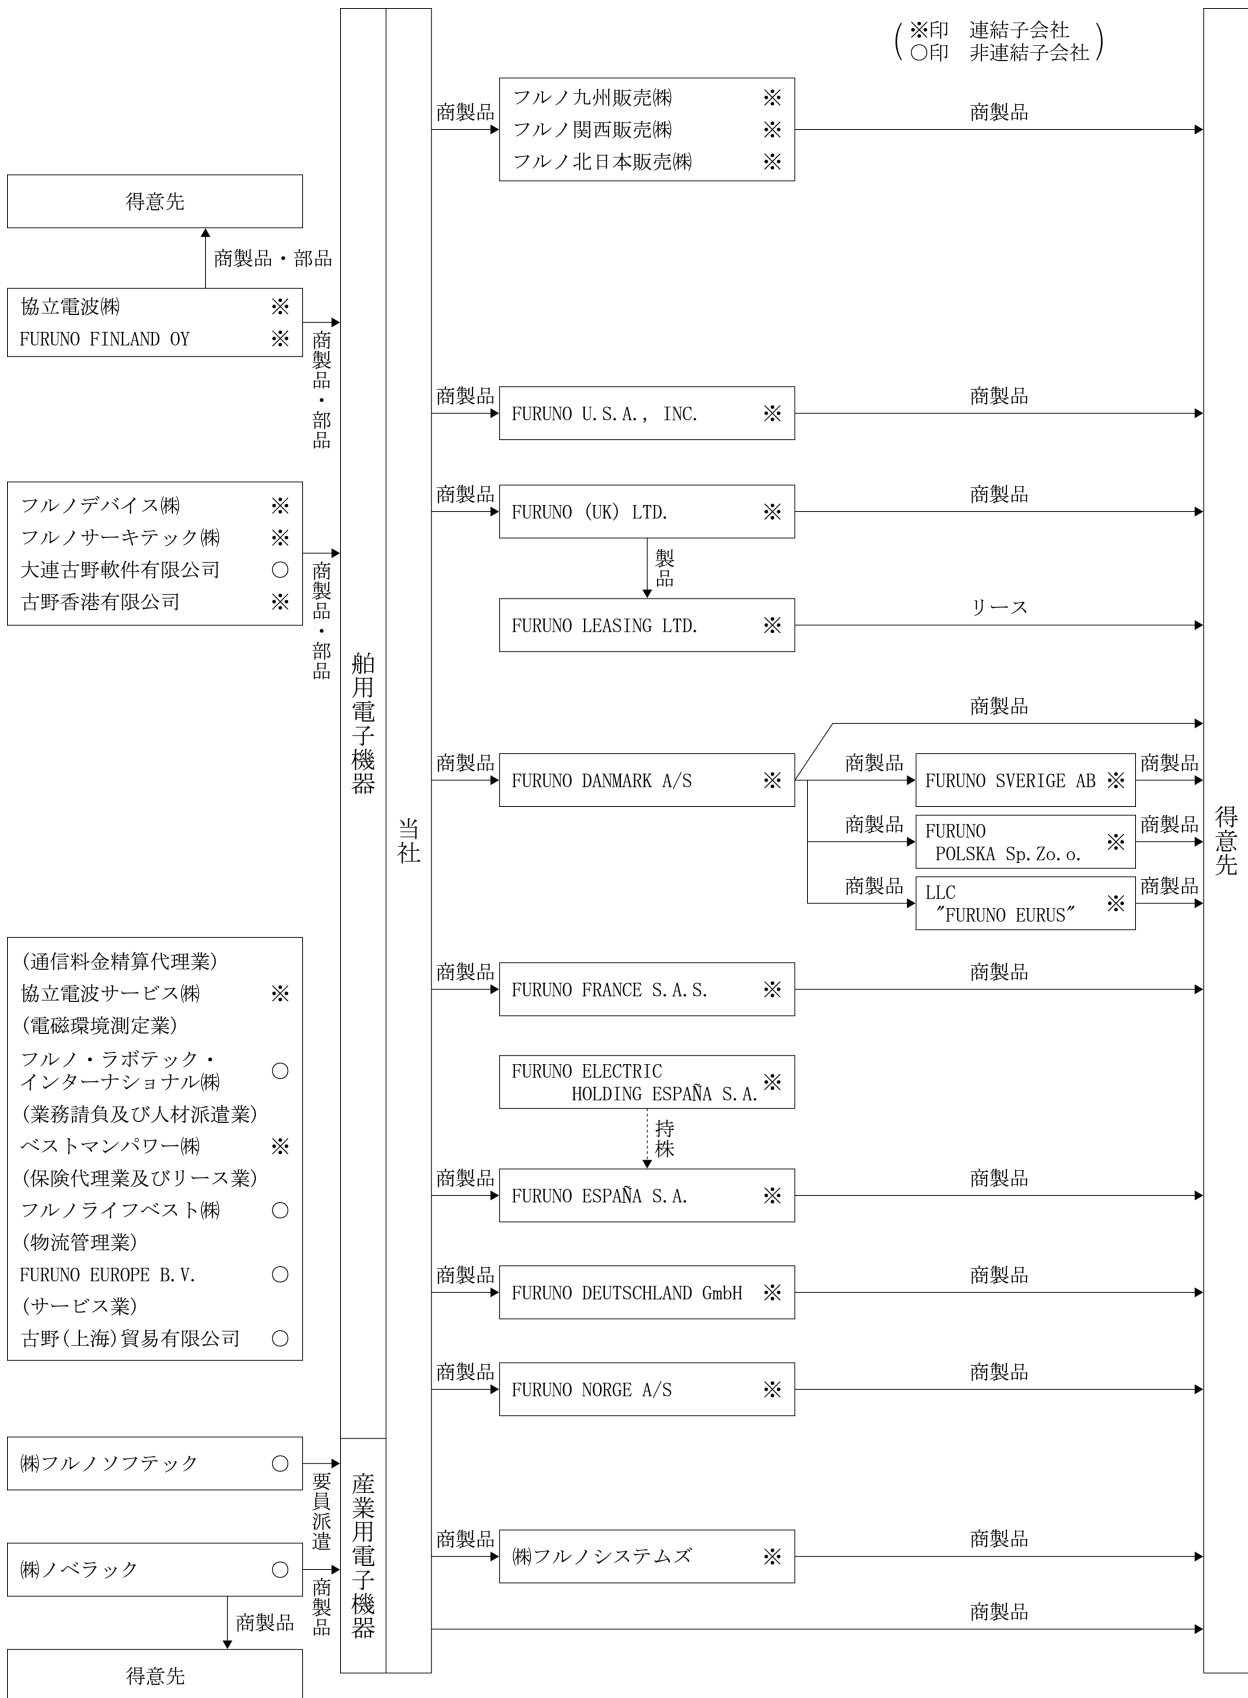 ※印　連結子会社
○印　非連結子会社
得意先
商製品・部品
協立電波㈱　※
FURUNO FINLAND OY　※
商製品・部品
フルノデバイス㈱　※
フルノサーキテック㈱　※
大連古野軟件有限公司　○
古野香港有限公司　※
商製品・部品
(通信料金精算代理業)
協立電波サービス㈱　※
(電磁環境測定業)
フルノ・ラボテック・
インターナショナル㈱　○
(業務請負及び人材派遣業)
ベストマンパワー㈱　※
(保険代理業及びリース業)
フルノライフベスト㈱　○
(物流管理業)
FURUNO EUROPE B.V.　○
(サービス業)
古野(上海)貿易有限公司　○
㈱フルノソフテック　○
要員派遣
㈱ノベラック　○
商製品
商製品
得意先
舶用電子機器
産業用電子機器
当社
商製品
フルノ九州販売㈱　※
フルノ関西販売㈱　※
フルノ北日本販売㈱　※
商製品
商製品
FURUNO U.S.A., INC.　※
商製品
商製品
FURUNO (UK) LTD.　※
商製品
製品
FURUNO LEASING LTD.　※
リース
商製品
商製品
FURUNO DANMARK A/S　※
商製品
FURUNO SVERIGE AB　※
商製品
商製品
FURUNO
POLSKA Sp.Zo.o.　※
商製品
商製品
LLC
"FURUNO EURUS"　※
商製品
商製品
FURUNO FRANCE S.A.S.　※
商製品
FURUNO ELECTRIC
HOLDING ESPAÑA S.A.　※
持株
商製品
FURUNO ESPAÑA S.A.　※
商製品
商製品
FURUNO DEUTSCHLAND GmbH　※
商製品
商製品
FURUNO NORGE A/S　※
商製品
商製品
㈱フルノシステムズ　※
商製品
商製品
得意先